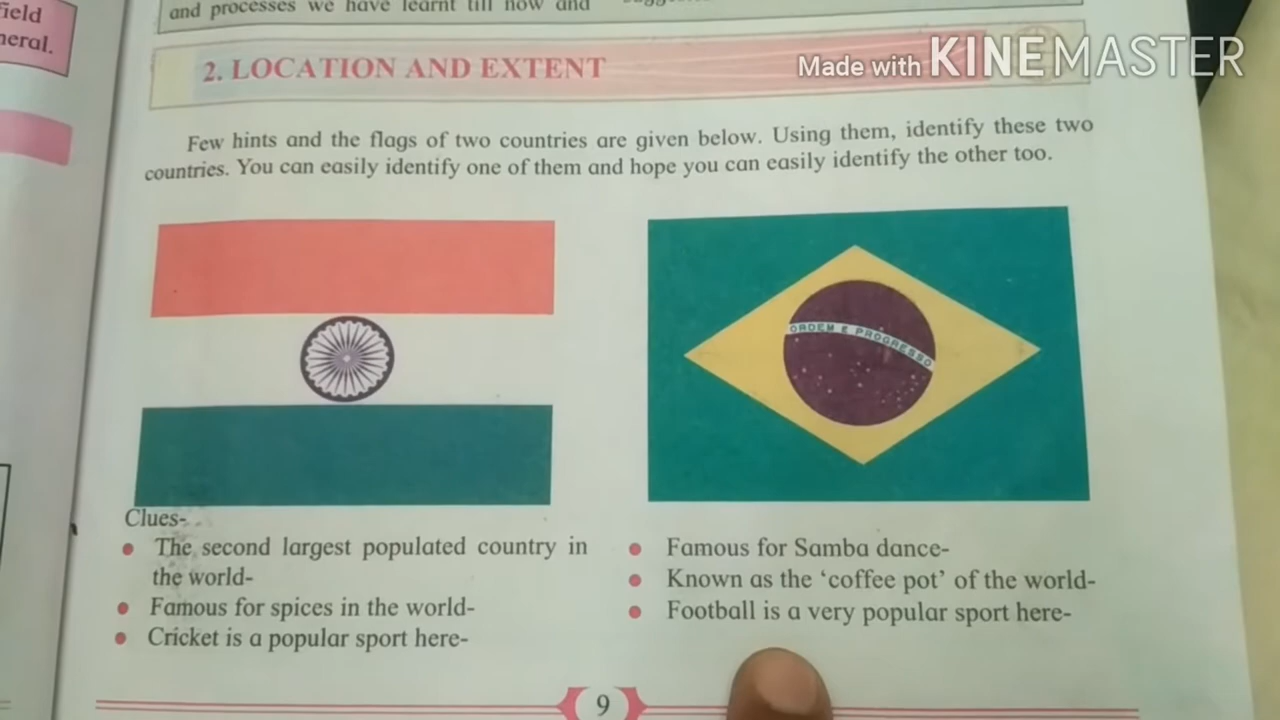 ield
neral.
and processes we have learnt till now and
2. LOCATION AND EXTENT
Made with KINEMASTER
Few hints and the flags of two countries are given below. Using them, identify these two
countries. You can easily identify one of them and hope you can easily identify the other too.
ORDEM E PROGRESSO
Clues-
• The second largest populated country in
the world-
• Famous for spices in the world-
• Cricket is a popular sport here-
• Famous for Samba dance-
• Known as the ‘coffee pot’ of the world-
• Football is a very popular sport here-
9